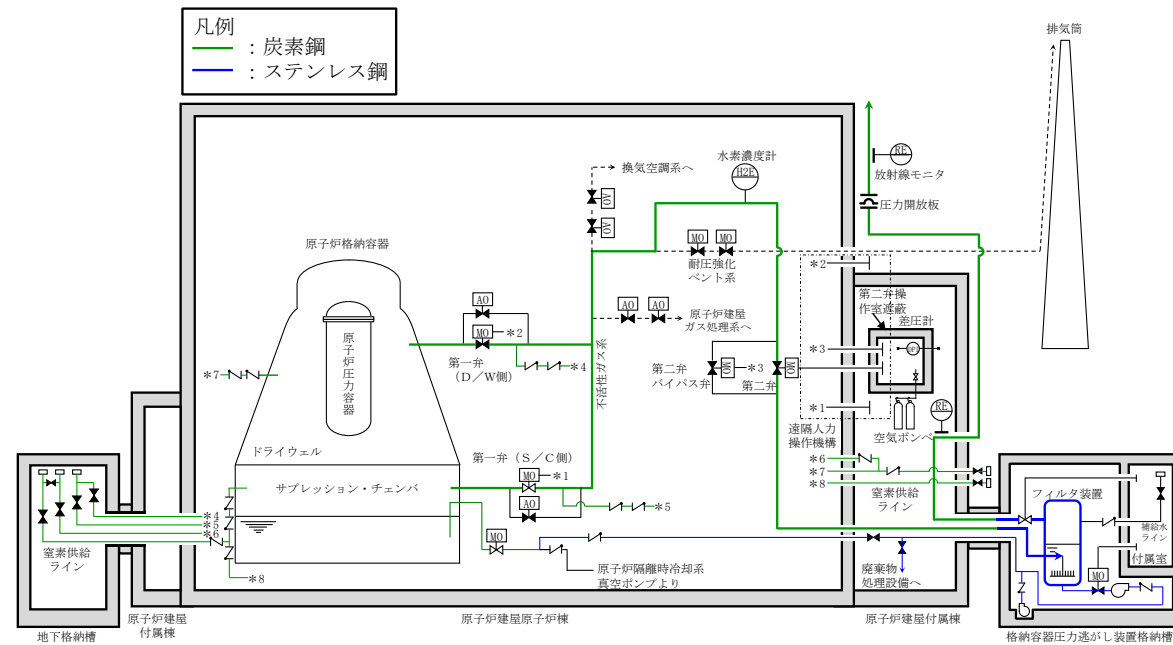 凡例
：炭素鋼
：ステンレス鋼
排気筒
水素濃度計
H2E
換気空調系へ
AO
AO
RE
放射線モニタ
圧力開放板
原子炉格納容器
MO
MO
耐圧強化
ベント系
＊2
第二弁操
作室遮蔽
差圧計
AO
MO
＊2
AO
AO
原子炉建屋
ガス処理系へ
原子炉圧力容器
第一弁
（D／W側）
＊4
不活性ガス系
＊7
第二弁
バイパス弁
MO
＊3
第二弁
MO
＊3
＊1
遠隔人力
操作機構
空気ボンベ
RE
ドライウェル
第一弁（S／C側）
MO
＊1
AO
＊5
サプレッション・チェンバ
＊6
＊7
＊8
窒素供給
ライン
フィルタ装置
補給水
ライン
付属室
MO
＊4
＊5
＊6
窒素供給
ライン
＊8
MO
原子炉隔離時冷却系
真空ポンプより
廃棄物
処理設備へ
地下格納槽
原子炉建屋
付属棟
原子炉建屋原子炉棟
原子炉建屋付属棟
格納容器圧力逃がし装置格納槽